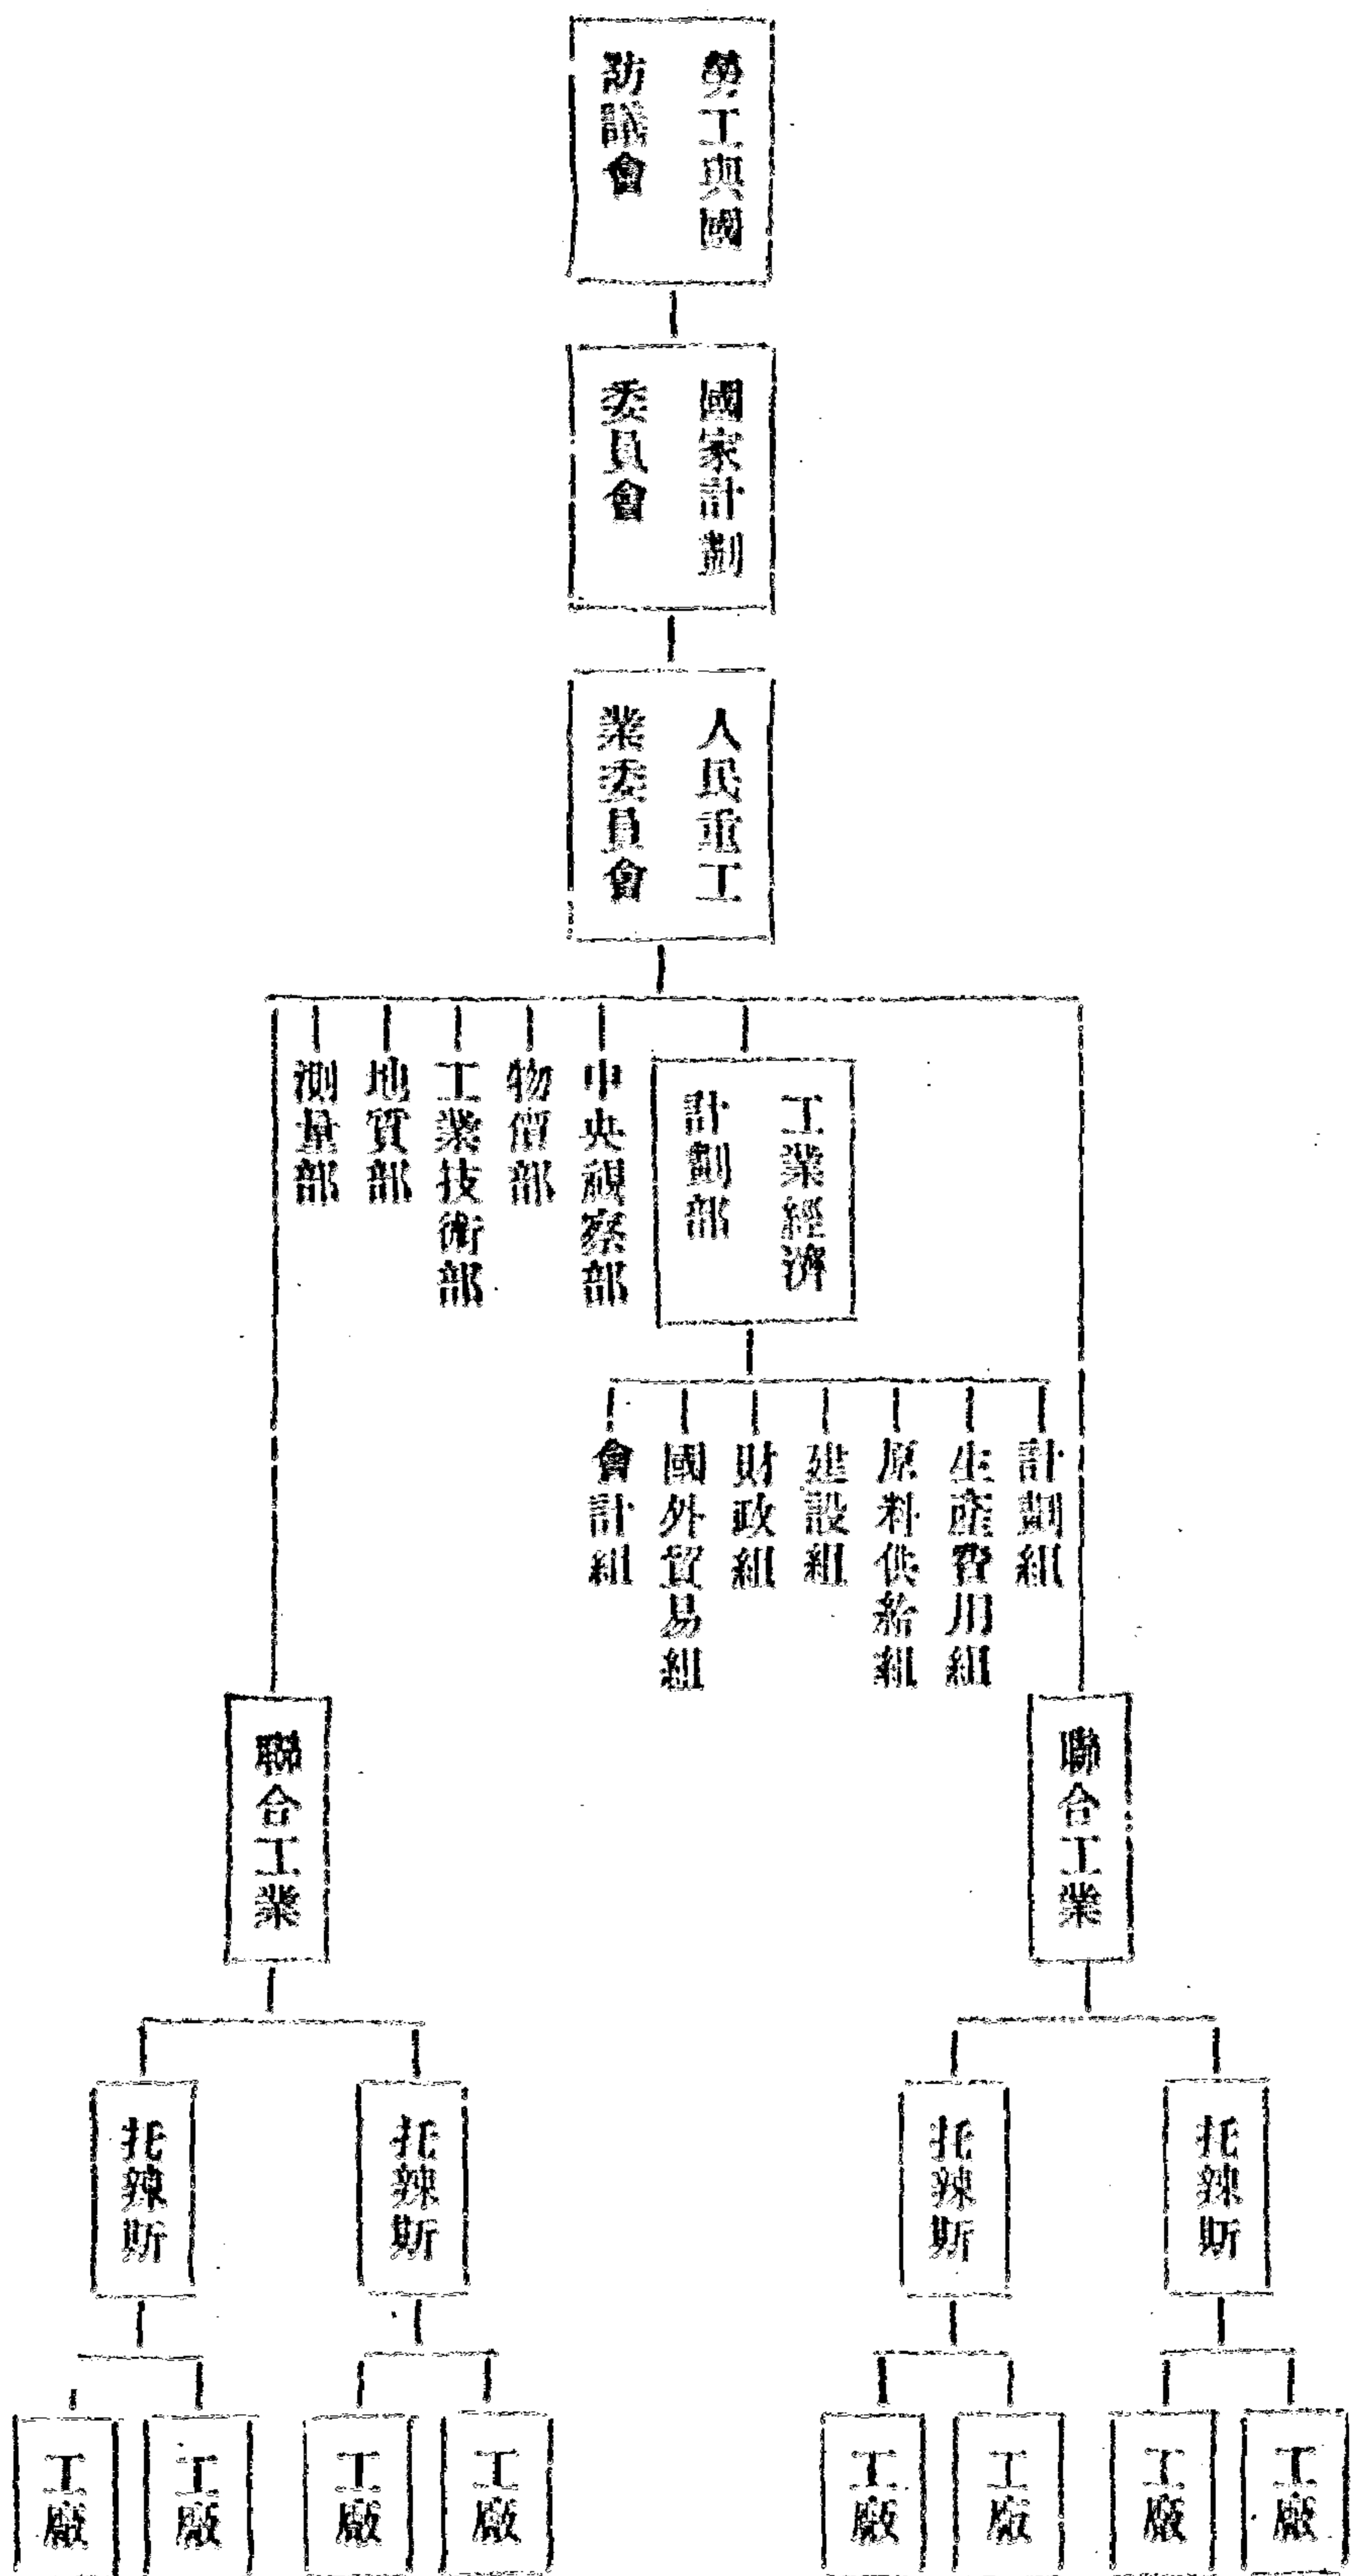 勞工與國
防議會
國家計劃
委員會
人民重工
業委員會
工業經濟
計劃部
中央視察部
物價部
工業技術部
地質部
測量部
計劃組
生產費用組
原料供給組
建設組
財政組
國外貿易組
會計組
聯合工業
聯合工業
托辣斯
托辣斯
托辣斯
托辣斯
工廠
工廠
工廠
工廠
工廠
工廠
工廠
工廠